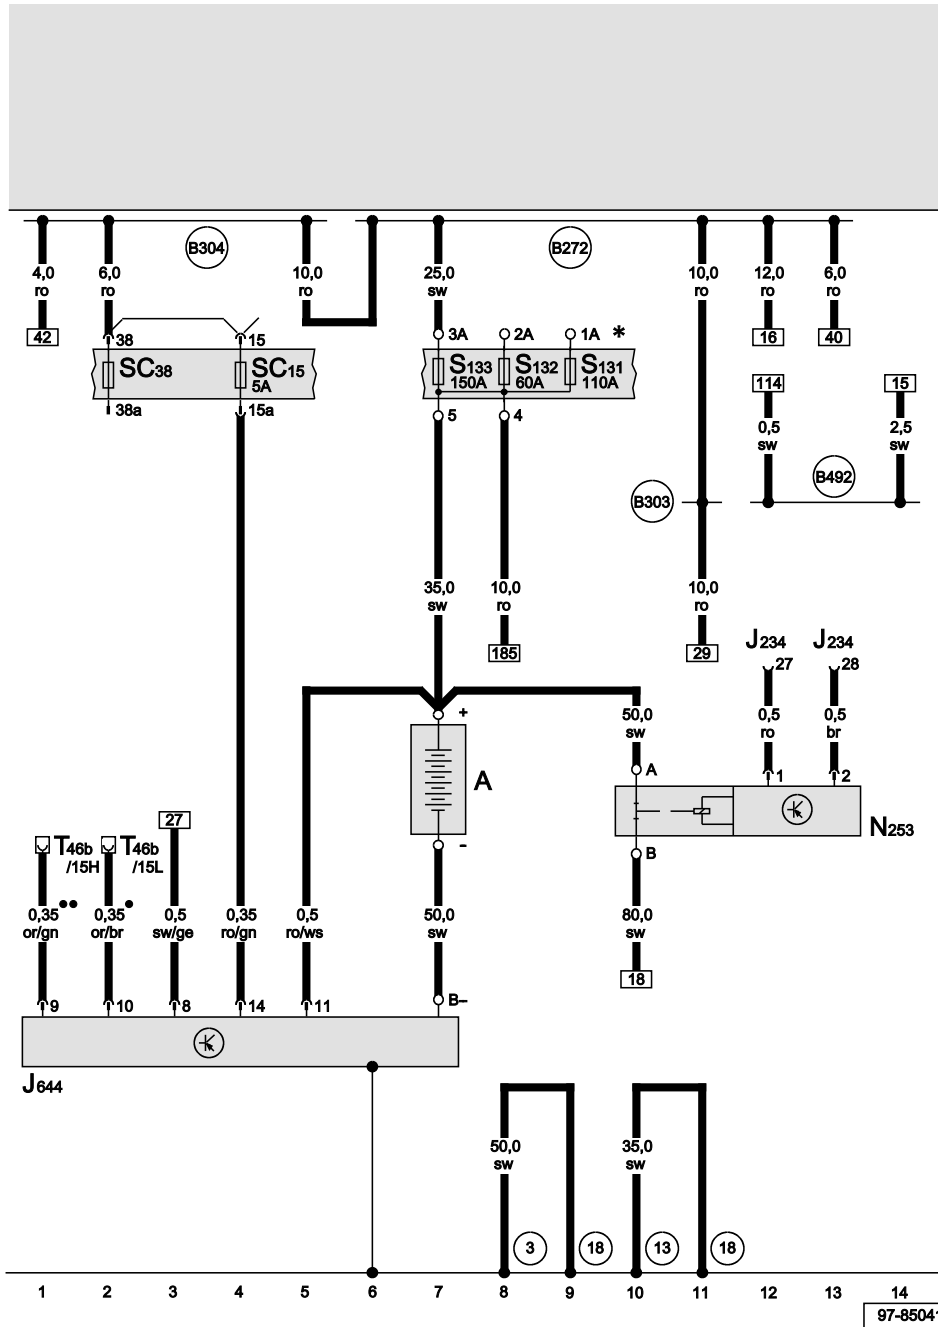 B304
B272
4,0
ro
6,0
ro
10,0
ro
25,0
sw
10,0
ro
12,0
ro
6,0
ro
42
38
15
3A
2A
1A *
16
40
SC38
SC15
5A
S133
150A
S132
60A
S131
110A
114
15
38a
15a
5
4
0,5
sw
2,5
sw
B492
B303
35,0
sw
10,0
ro
10,0
ro
185
29
J234
27
J234
28
+
50,0
sw
0,5
ro
0,5
br
A
1
2
A
N253
27
T46b
/15H
T46b
/15L
-
B
0,35
or/gn
0,35
or/br
0,5
sw/ge
0,35
ro/gn
0,5
ro/ws
50,0
sw
80,0
sw
18
9
10
8
14
11
B–
J644
50,0
sw
35,0
sw
3
18
13
18
1 2 3 4 5 6 7 8 9 10 11 12 13 14